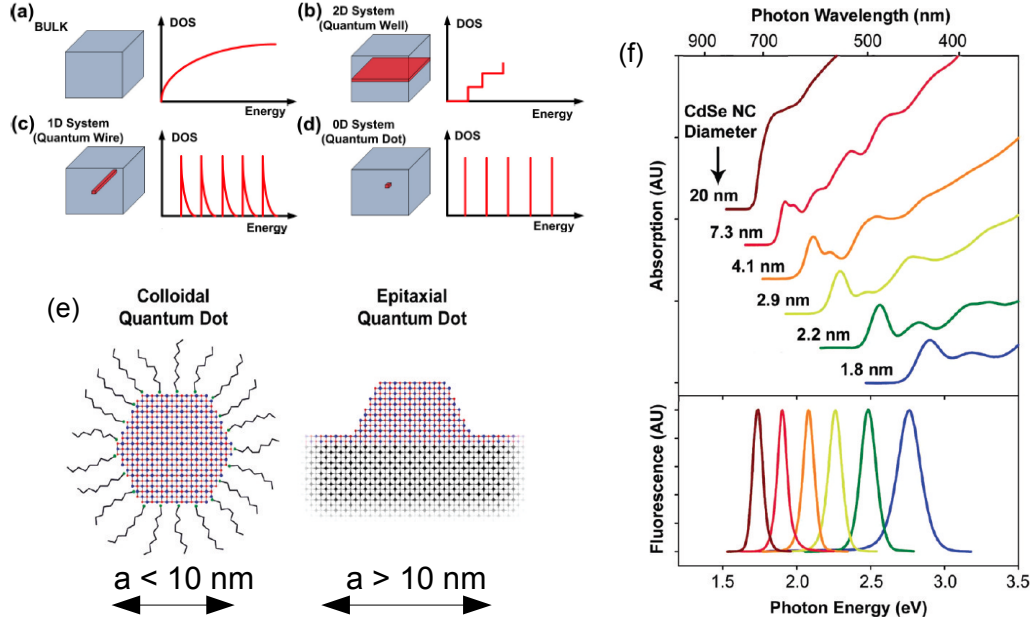 (a)
BULK
DOS
Energy
(b)
2D System
(Quantum Well)
DOS
Energy
(c)
1D System
(Quantum Wire)
DOS
Energy
(d)
0D System
(Quantum Dot)
DOS
Energy
(e)
Colloidal
Quantum Dot
a < 10 nm
Epitaxial
Quantum Dot
a > 10 nm
(f)
Photon Wavelength (nm)
900 700 500 400
Absorption (AU)
CdSe NC
Diameter
20 nm
7.3 nm
4.1 nm
2.9 nm
2.2 nm
1.8 nm
Fluorescence (AU)
1.5 2.0 2.5 3.0 3.5
Photon Energy (eV)